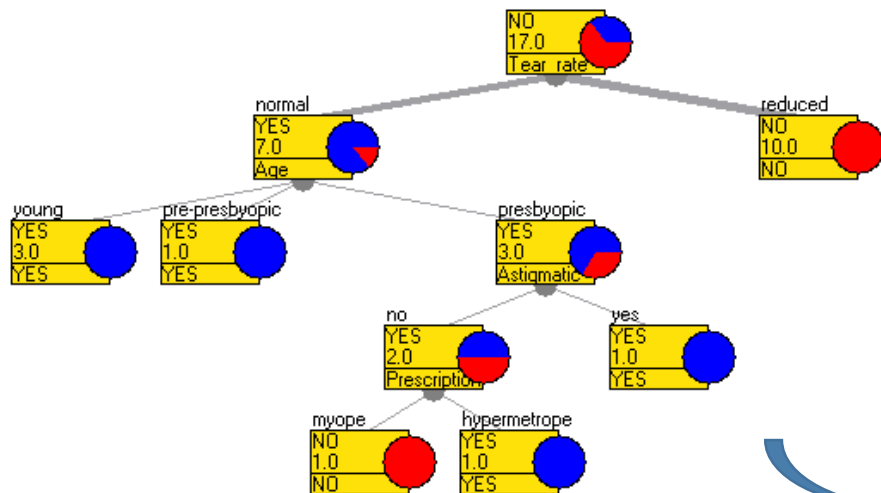 NO
17.0
Tear rate
normal
YES
7.0
Age
reduced
NO
10.0
NO
young
YES
3.0
YES
pre-presbyopic
YES
1.0
YES
presbyopic
YES
3.0
Astigmatic
no
YES
2.0
Prescription
yes
YES
1.0
YES
myope
NO
1.0
NO
hypermetrope
YES
1.0
YES